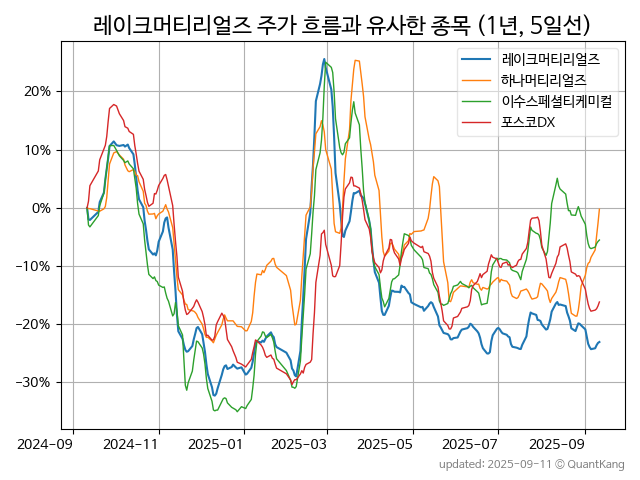 레이크머티리얼즈 주가 흐름과 유사한 종목 (1년, 5일선)
레이크머티리얼즈
하나머티리얼즈
이수스페셜티케미컬
포스코DX
20%
10%
0%
−10%
−20%
−30%
2024-09
2024-11
2025-01
2025-03
2025-05
2025-07
2025-09
updated: 2025-09-11 © QuantKang